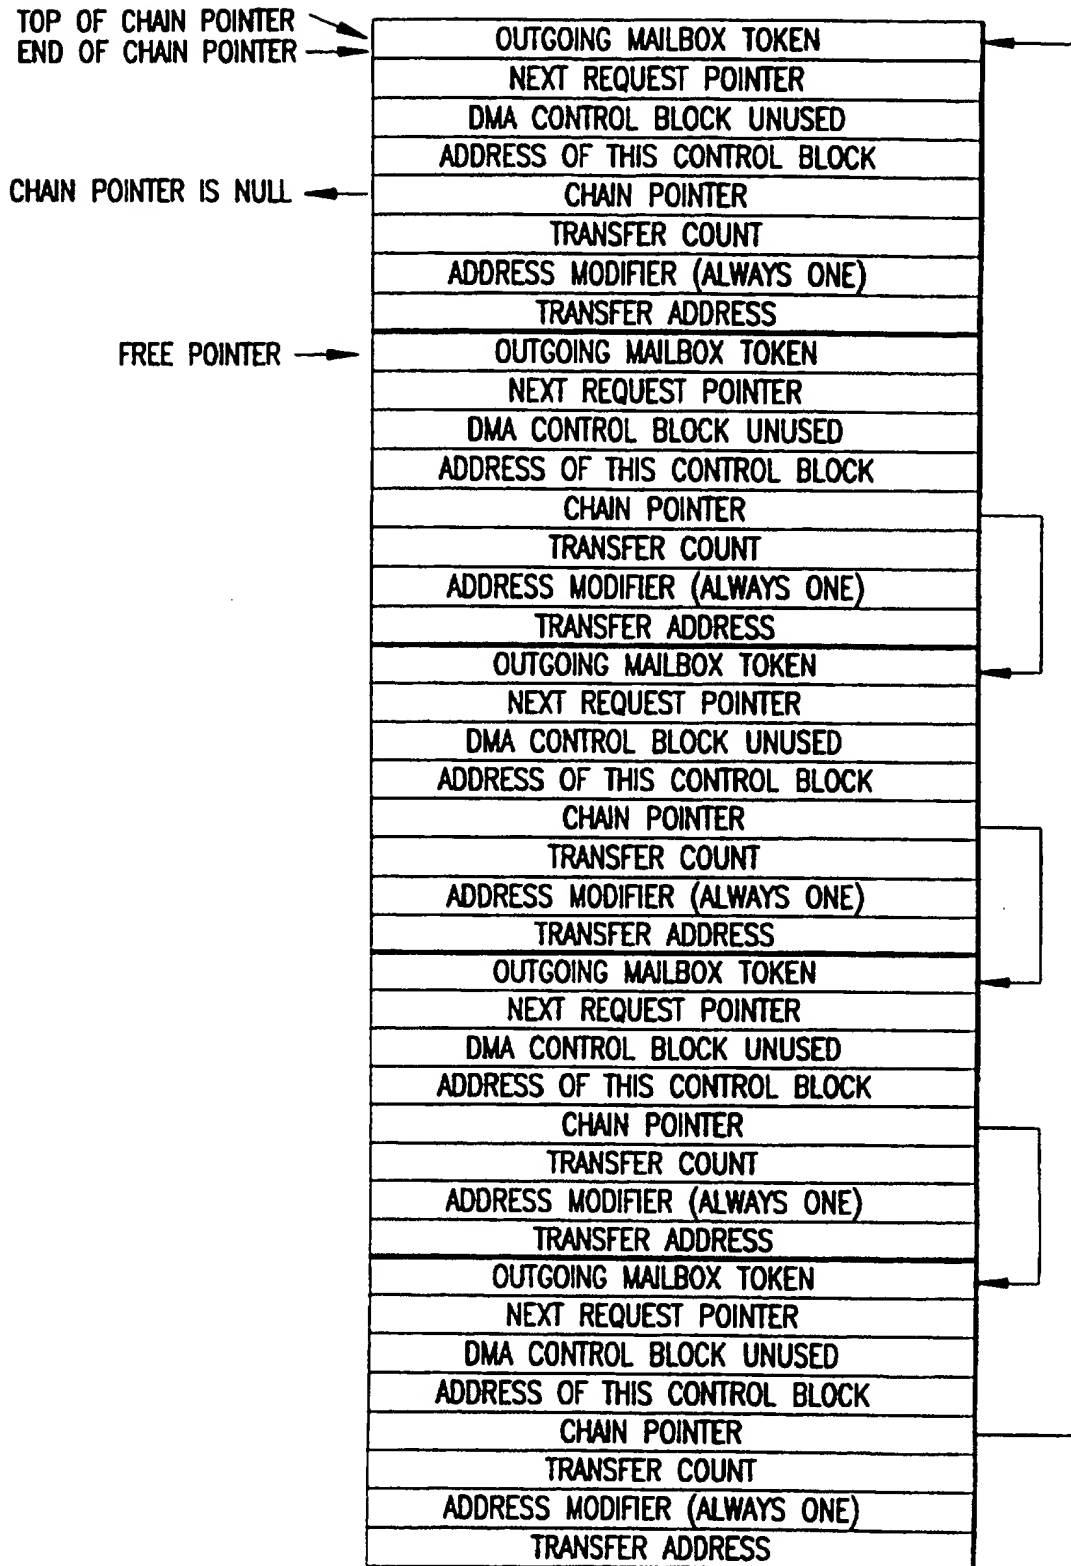 TOP OF CHAIN POINTER
END OF CHAIN POINTER
OUTGOING MAILBOX TOKEN
NEXT REQUEST POINTER
DMA CONTROL BLOCK UNUSED
ADDRESS OF THIS CONTROL BLOCK
CHAIN POINTER IS NULL
CHAIN POINTER
TRANSFER COUNT
ADDRESS MODIFIER (ALWAYS ONE)
TRANSFER ADDRESS
FREE POINTER
OUTGOING MAILBOX TOKEN
NEXT REQUEST POINTER
DMA CONTROL BLOCK UNUSED
ADDRESS OF THIS CONTROL BLOCK
CHAIN POINTER
TRANSFER COUNT
ADDRESS MODIFIER (ALWAYS ONE)
TRANSFER ADDRESS
OUTGOING MAILBOX TOKEN
NEXT REQUEST POINTER
DMA CONTROL BLOCK UNUSED
ADDRESS OF THIS CONTROL BLOCK
CHAIN POINTER
TRANSFER COUNT
ADDRESS MODIFIER (ALWAYS ONE)
TRANSFER ADDRESS
OUTGOING MAILBOX TOKEN
NEXT REQUEST POINTER
DMA CONTROL BLOCK UNUSED
ADDRESS OF THIS CONTROL BLOCK
CHAIN POINTER
TRANSFER COUNT
ADDRESS MODIFIER (ALWAYS ONE)
TRANSFER ADDRESS
OUTGOING MAILBOX TOKEN
NEXT REQUEST POINTER
DMA CONTROL BLOCK UNUSED
ADDRESS OF THIS CONTROL BLOCK
CHAIN POINTER
TRANSFER COUNT
ADDRESS MODIFIER (ALWAYS ONE)
TRANSFER ADDRESS